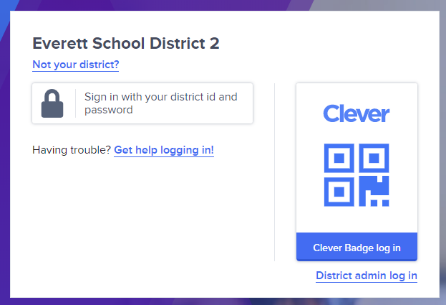 Everett School District 2
Not your district?
Sign in with your district id and
password
Having trouble? Get help logging in!
Clever
Clever Badge log in
District admin log in